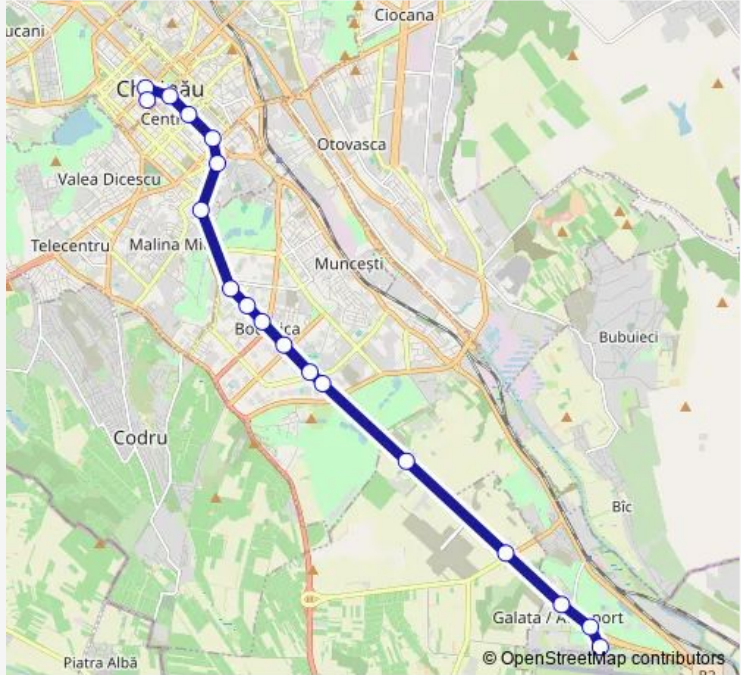 Ciocana
ucani
Centr
Otovasca
Valea Dicescu
Telecentru
Malina Mi
Muncești
Bubuieci
Codru
Bîc
Galata /
port
Piatra Albă
© OpenStreetMap contributors